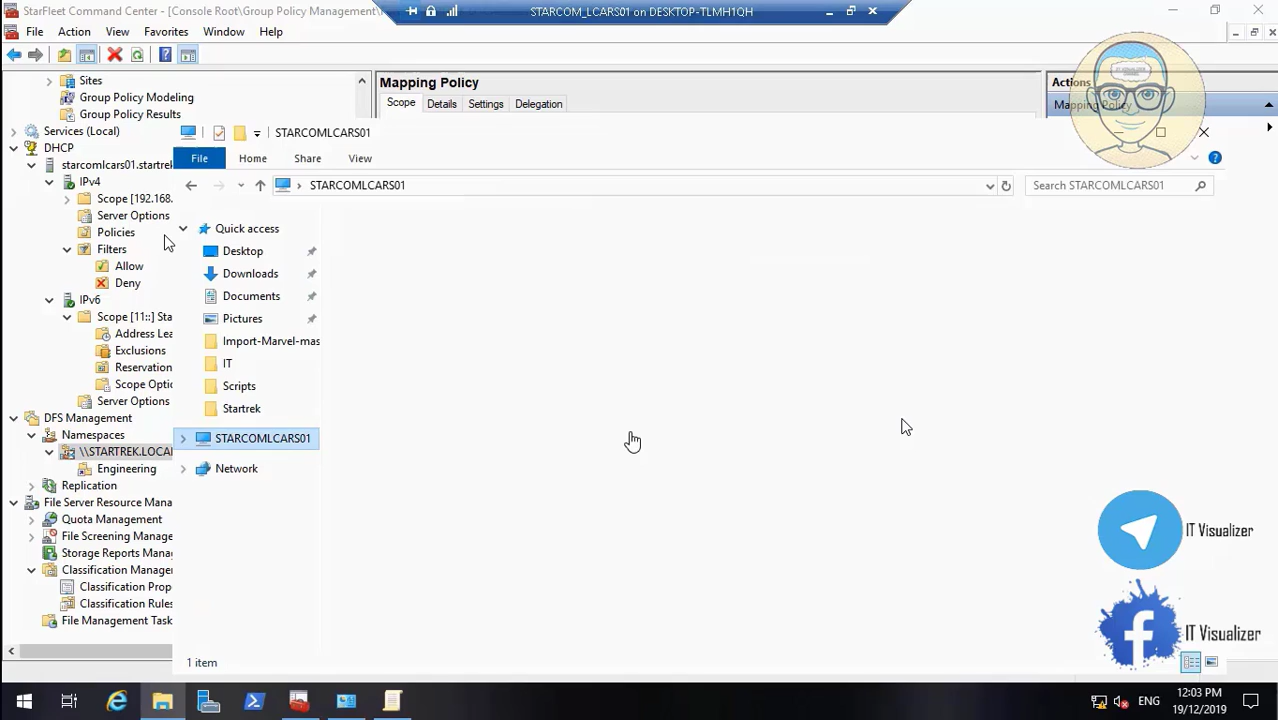 StarFleet Command Center - [Console Root\Group Policy Management\
STARCOM_LCARS01 on DESKTOP-TLMH1QH
File Action View Favorites Window Help
Sites
Group Policy Modeling
Group Policy Results
Services (Local)
DHCP
starcomlcars01.startrek
IPv4
Scope [192.168.
Server Options
Policies
Filters
Allow
Deny
IPv6
Scope [11::] Sta
Address Lea
Exclusions
Reservation
Scope Optio
Server Options
DFS Management
Namespaces
\\STARTREK.LOCA
Engineering
Replication
File Server Resource Mana
Quota Management
File Screening Manage
Storage Reports Manag
Classification Manage
Classification Prop
Classification Rules
File Management Task
Mapping Policy
Scope Details Settings Delegation
Actions
Mapping Policy
IT VISUALIZER
STARCOMLCARS01
File Home Share View
STARCOMLCARS01
Search STARCOMLCARS01
Quick access
Desktop
Downloads
Documents
Pictures
Import-Marvel-mas
IT
Scripts
Startrek
STARCOMLCARS01
Network
1 item
IT Visualizer
IT Visualizer
ENG
12:03 PM
19/12/2019